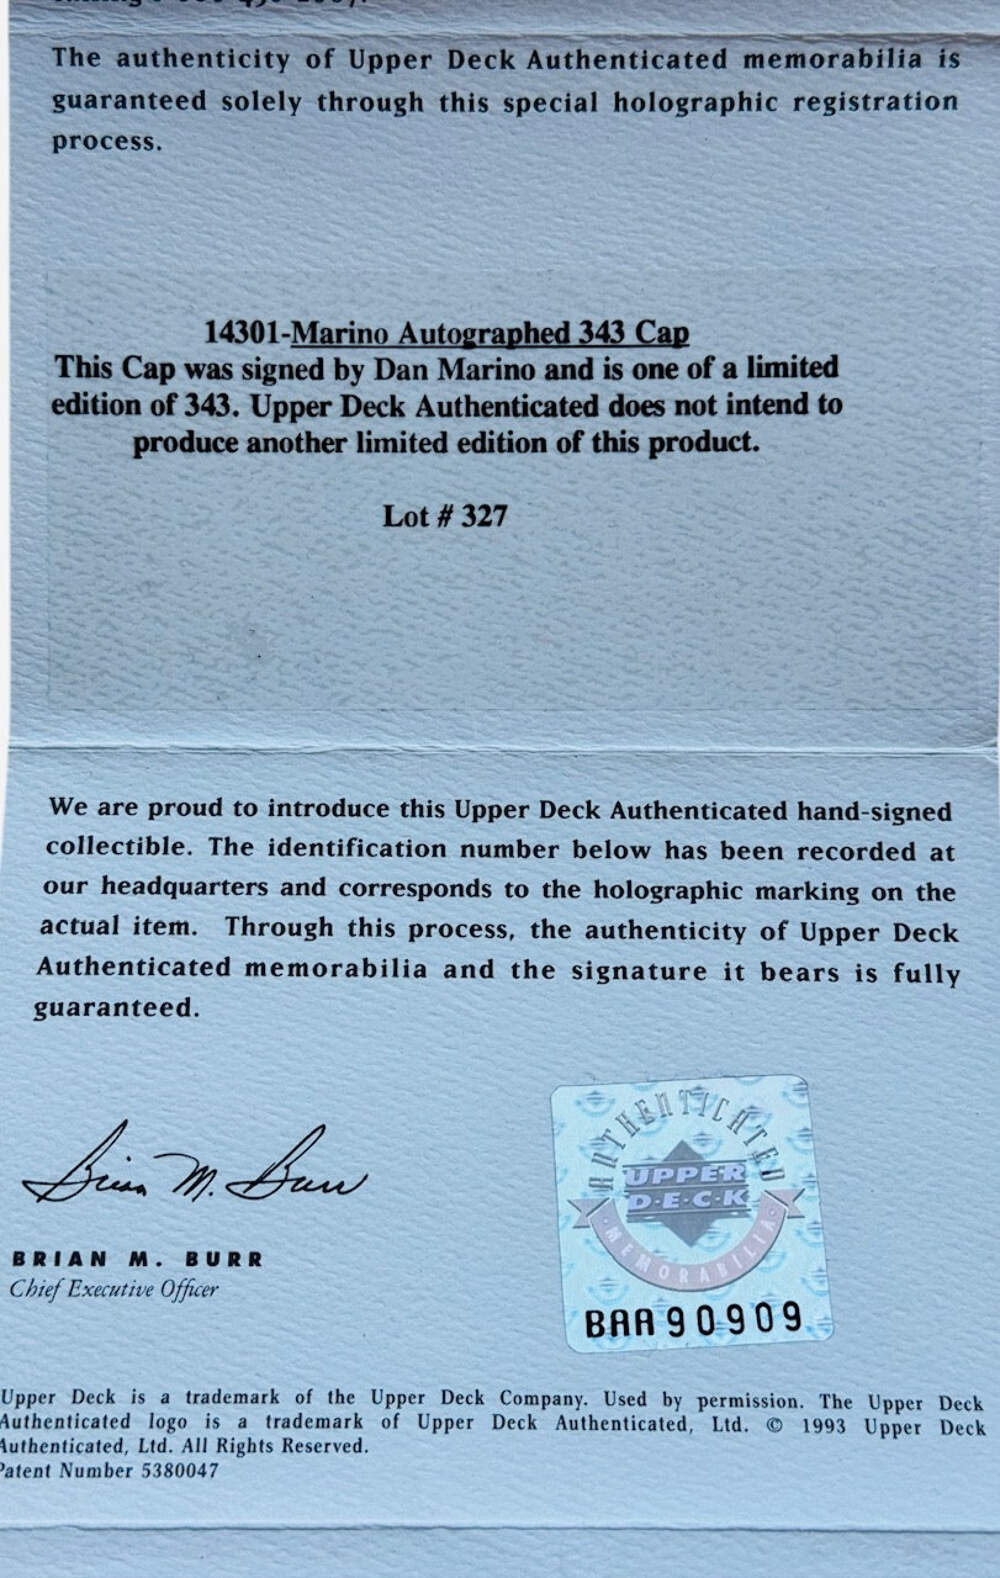 The authenticity of Upper Deck Authenticated memorabilia is
guaranteed solely through this special holographic registration
process.
14301-Marino Autographed 343 Cap
This Cap was signed by Dan Marino and is one of a limited
edition of 343. Upper Deck Authenticated does not intend to
produce another limited edition of this product.
Lot # 327
We are proud to introduce this Upper Deck Authenticated hand-signed
collectible. The identification number below has been recorded at
our headquarters and corresponds to the holographic marking on the
actual item. Through this process, the authenticity of Upper Deck
Authenticated memorabilia and the signature it bears is fully
guaranteed.
Brian M. Burr
BRIAN M. BURR
Chief Executive Officer
AUTHENTICATED
UPPER
D·E·C·K
·MEMORABILIA·
BAA90909
Upper Deck is a trademark of the Upper Deck Company. Used by permission. The Upper Deck
Authenticated logo is a trademark of Upper Deck Authenticated, Ltd. © 1993 Upper Deck
Authenticated, Ltd. All Rights Reserved.
Patent Number 5380047